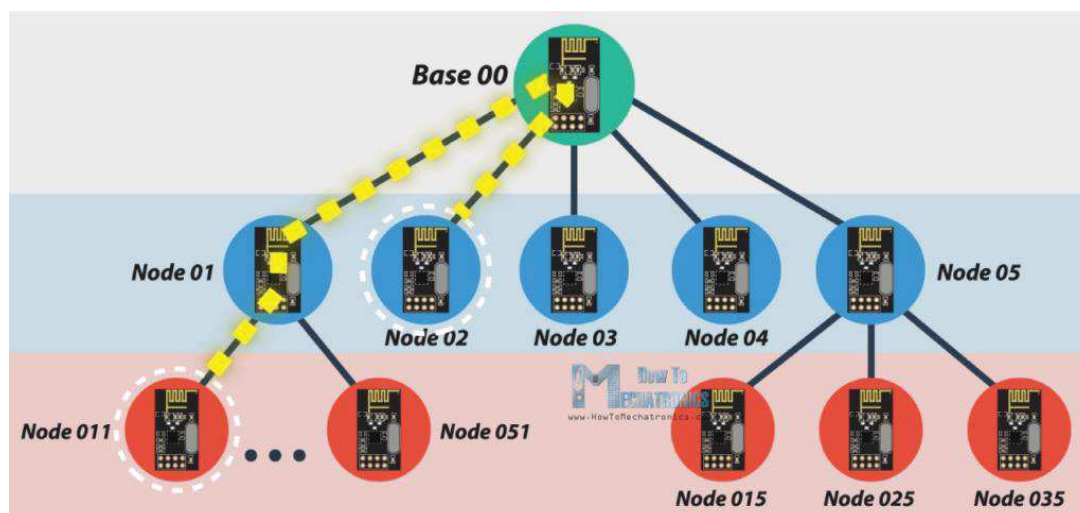 Base 00
Node 01
Node 02
Node 03
Node 04
Node 05
HOW TO
MECHATRONICS
Node 011
Node 051
Node 015
Node 025
Node 035